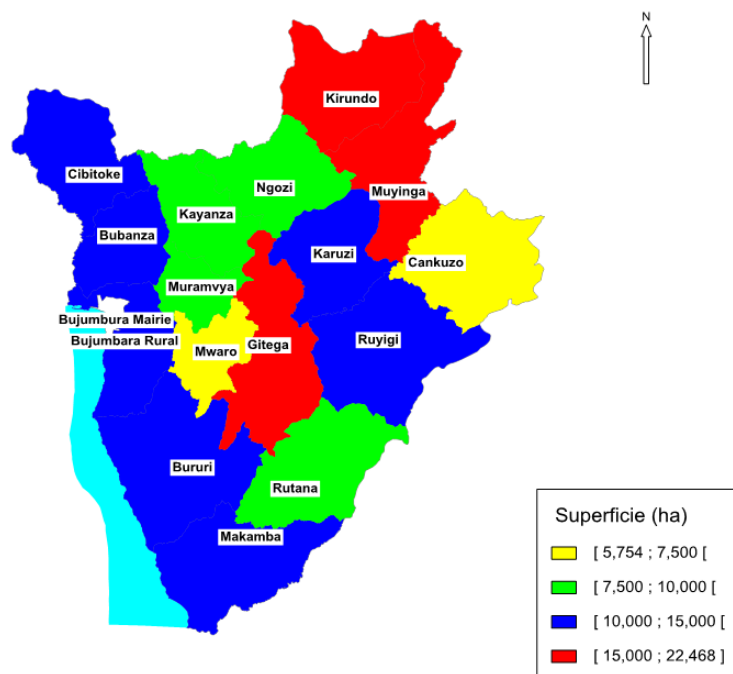 N
Kirundo
Cibitoke
Ngozi
Muyinga
Kayanza
Bubanza
Karuzi
Cankuzo
Muramvya
Bujumbura Mairie
Bujumbara Rural
Ruyigi
Mwaro
Gitega
Bururi
Rutana
Makamba
Superficie (ha)
[ 5,754 ; 7,500 [
[ 7,500 ; 10,000 [
[ 10,000 ; 15,000 [
[ 15,000 ; 22,468 ]